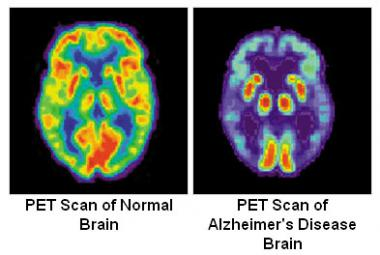 PET Scan of Normal
Brain
PET Scan of
Alzheimer's Disease
Brain